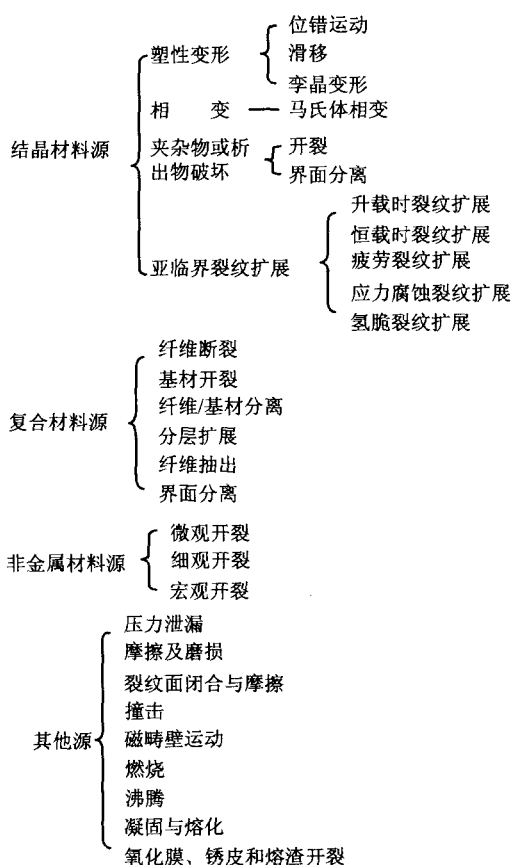 位错运动
塑性变形
滑移
孪晶变形
相 变 — 马氏体相变
结晶材料源
夹杂物或析
出物破坏
开裂
界面分离
升载时裂纹扩展
恒载时裂纹扩展
亚临界裂纹扩展
疲劳裂纹扩展
应力腐蚀裂纹扩展
氢脆裂纹扩展
纤维断裂
基材开裂
纤维/基材分离
复合材料源
分层扩展
纤维抽出
界面分离
微观开裂
非金属材料源
细观开裂
宏观开裂
压力泄漏
摩擦及磨损
裂纹面闭合与摩擦
撞击
其他源
磁畴壁运动
燃烧
沸腾
凝固与熔化
氧化膜、锈皮和熔渣开裂